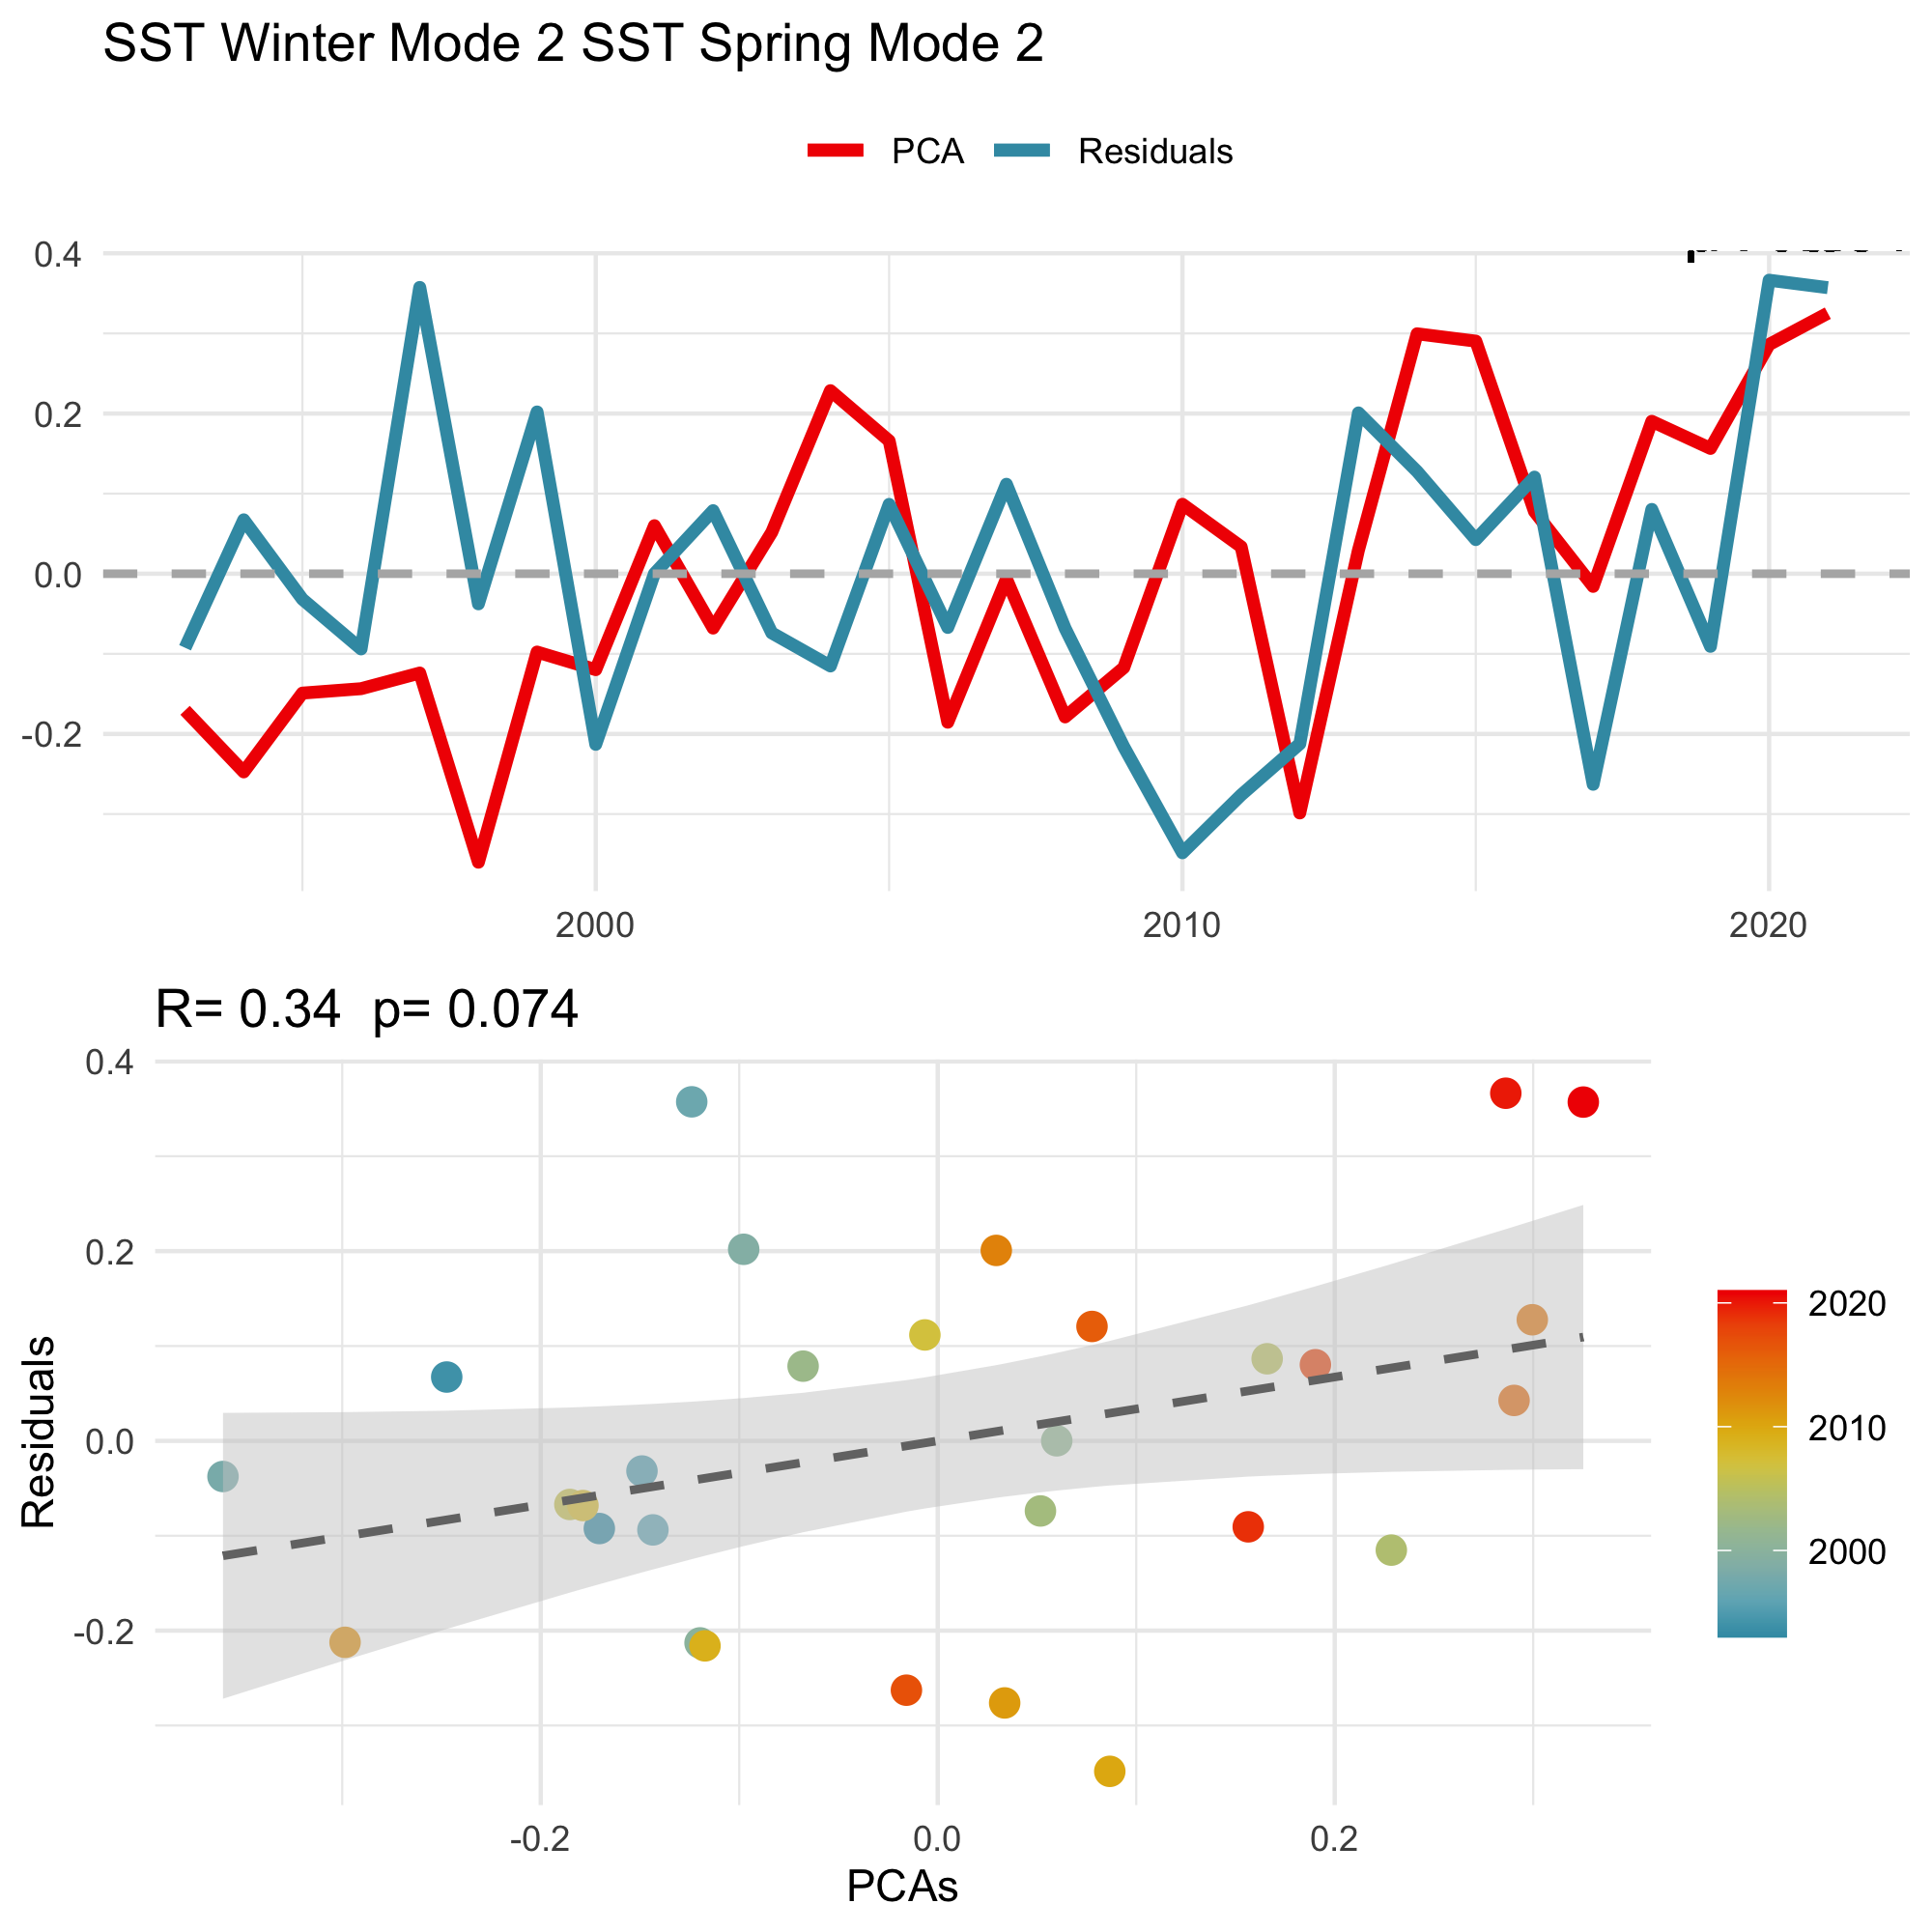 SST Winter Mode 2 SST Spring Mode 2
PCA Residuals
0.4
0.2
0.0
-0.2
2000 2010 2020
R= 0.34 p= 0.074
0.4
0.2
0.0
-0.2
Residuals
-0.2 0.0 0.2
PCAs
2020
2010
2000